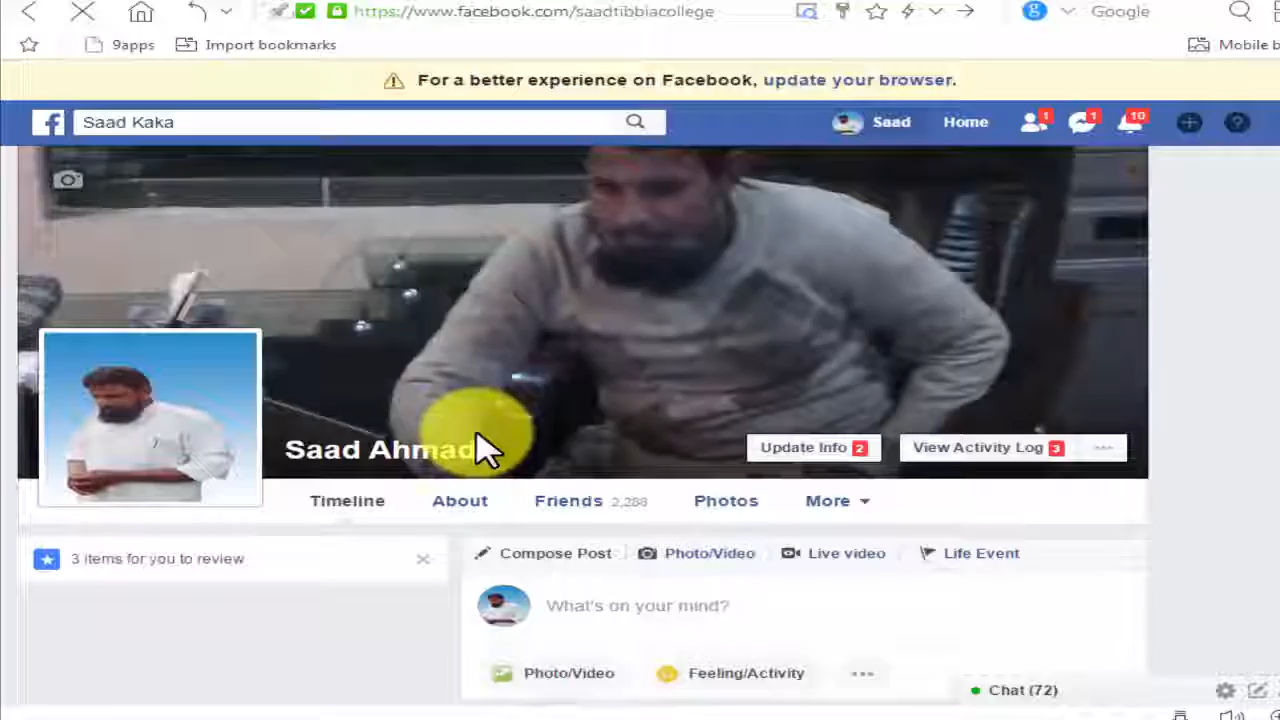 https://www.facebook.com/saadtibbiacollege
Google
9apps
Import bookmarks
Mobile b
For a better experience on Facebook, update your browser.
Saad Kaka
Saad
Home
1
1
10
Saad Ahmad
Update Info 2
View Activity Log 3
Timeline
About
Friends 2,288
Photos
More
3 items for you to review
Compose Post
Photo/Video
Live video
Life Event
What's on your mind?
Photo/Video
Feeling/Activity
Chat (72)